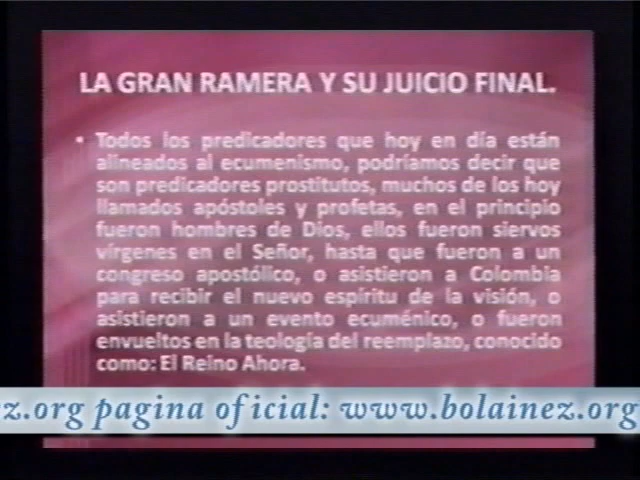 LA GRAN RAMERA Y SU JUICIO FINAL.
• Todos los predicadores que hoy en día están
alineados al ecumenismo, podríamos decir que
son predicadores prostitutos, muchos de los hoy
llamados apóstoles y profetas, en el principio
fueron hombres de Dios, ellos fueron siervos
vírgenes en el Señor, hasta que fueron a un
congreso apostólico, o asistieron a Colombia
para recibir el nuevo espíritu de la visión, o
asistieron a un evento ecuménico, o fueron
envueltos en la teología del reemplazo, conocido
como: El Reino Ahora.
ez.org pagina oficial: www.bolainez.org